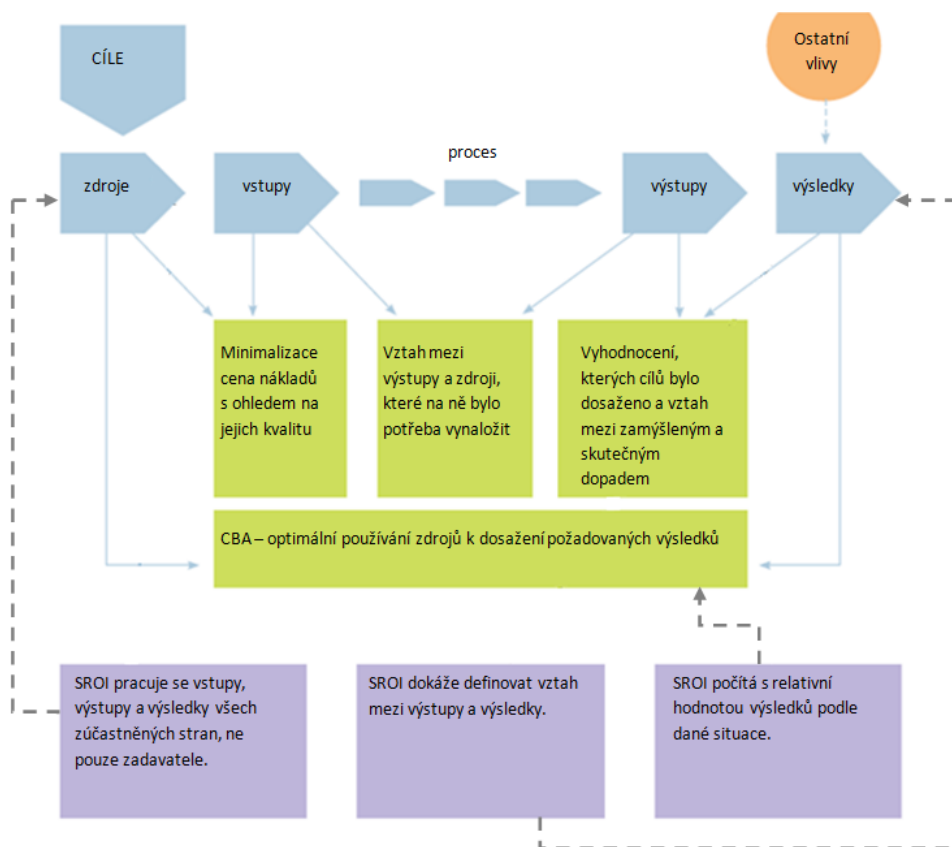 CÍLE
Ostatní
vlivy
proces
zdroje
vstupy
výstupy
výsledky
Minimalizace
cena nákladů
s ohledem na
jejich kvalitu
Vztah mezi
výstupy a zdroji,
které na ně bylo
potřeba vynaložit
Vyhodnocení,
kterých cílů bylo
dosaženo a vztah
mezi zamýšleným a
skutečným
dopadem
CBA – optimální používání zdrojů k dosažení požadovaných výsledků
SROI pracuje se vstupy,
výstupy a výsledky všech
zúčastněných stran, ne
pouze zadavatele.
SROI dokáže definovat vztah
mezi výstupy a výsledky.
SROI počítá s relativní
hodnotou výsledků podle
dané situace.